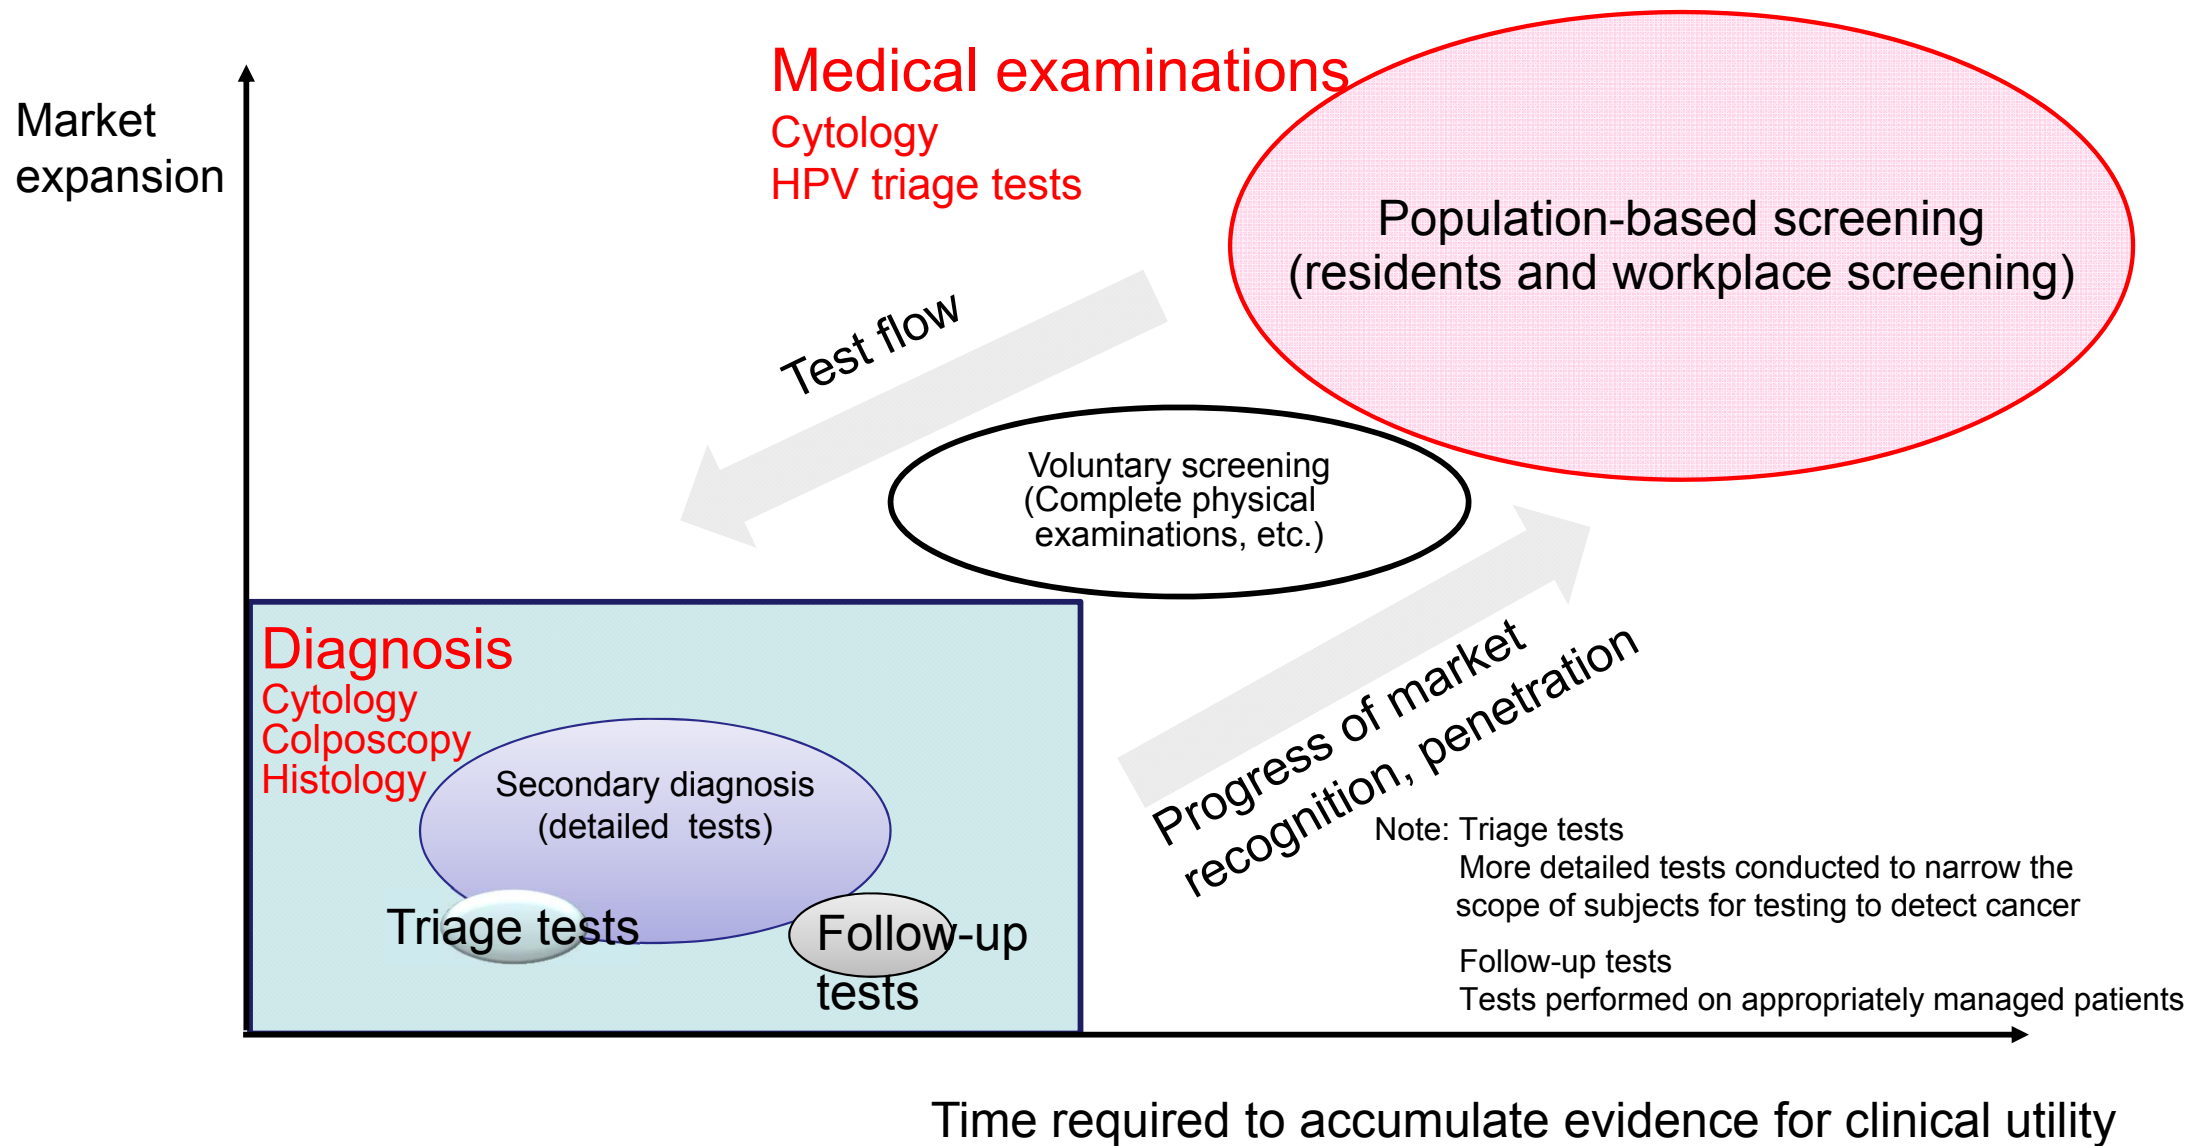 Medical examinations
Cytology
HPV triage tests
Market
expansion
Population-based screening
(residents and workplace screening)
Test flow
Voluntary screening
(Complete physical
examinations, etc.)
Diagnosis
Cytology
Colposcopy
Histology
Secondary diagnosis
(detailed tests)
Triage tests
Follow-up
tests
Progress of market
recognition, penetration
Note: Triage tests
More detailed tests conducted to narrow the
scope of subjects for testing to detect cancer
Follow-up tests
Tests performed on appropriately managed patients
Time required to accumulate evidence for clinical utility